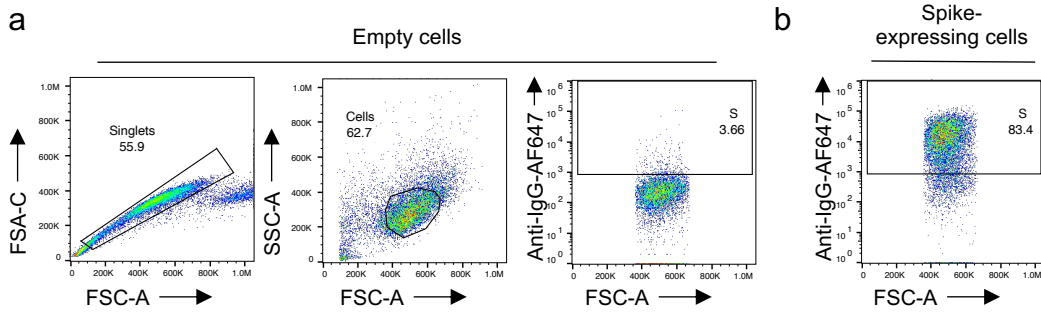 a
Empty cells
b
Spike-
expressing cells
1.0M
800K
600K
400K
200K
0
Singlets
55.9
0 200K 400K 600K 800K 1.0M
FSA-C
FSC-A
1.0M
800K
600K
400K
200K
0
Cells
62.7
0 200K 400K 600K 800K 1.0M
SSC-A
FSC-A
10^6
10^5
10^4
10^3
10^2
10^1
10^0
S
3.66
0 200K 400K 600K 800K 1.0M
Anti-IgG-AF647
FSC-A
10^6
10^5
10^4
10^3
10^2
10^1
10^0
S
83.4
0 200K 400K 600K 800K 1.0M
Anti-IgG-AF647
FSC-A